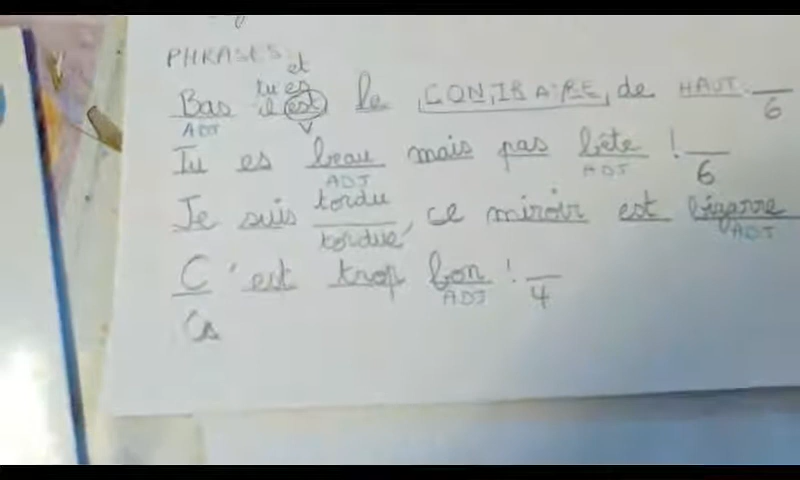 PHRASES
et
tu es
Bas il est le CONTRAIRE, de HAUT. 6
ADJ V
Tu es beau mais pas bête ! 6
ADJ ADJ
Je suis tordu, ce miroir est bizarre
tordue ADJ
C'est trop bon ! 4
ADJ